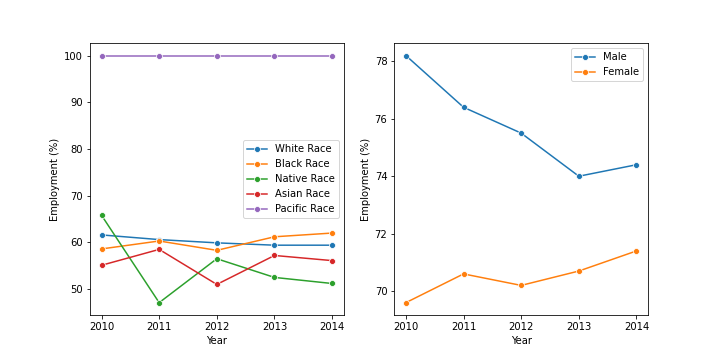 Employment (%)
100
90
80
70
60
50
2010 2011 2012 2013 2014
Year
White Race
Black Race
Native Race
Asian Race
Pacific Race
Employment (%)
78
76
74
72
70
2010 2011 2012 2013 2014
Year
Male
Female